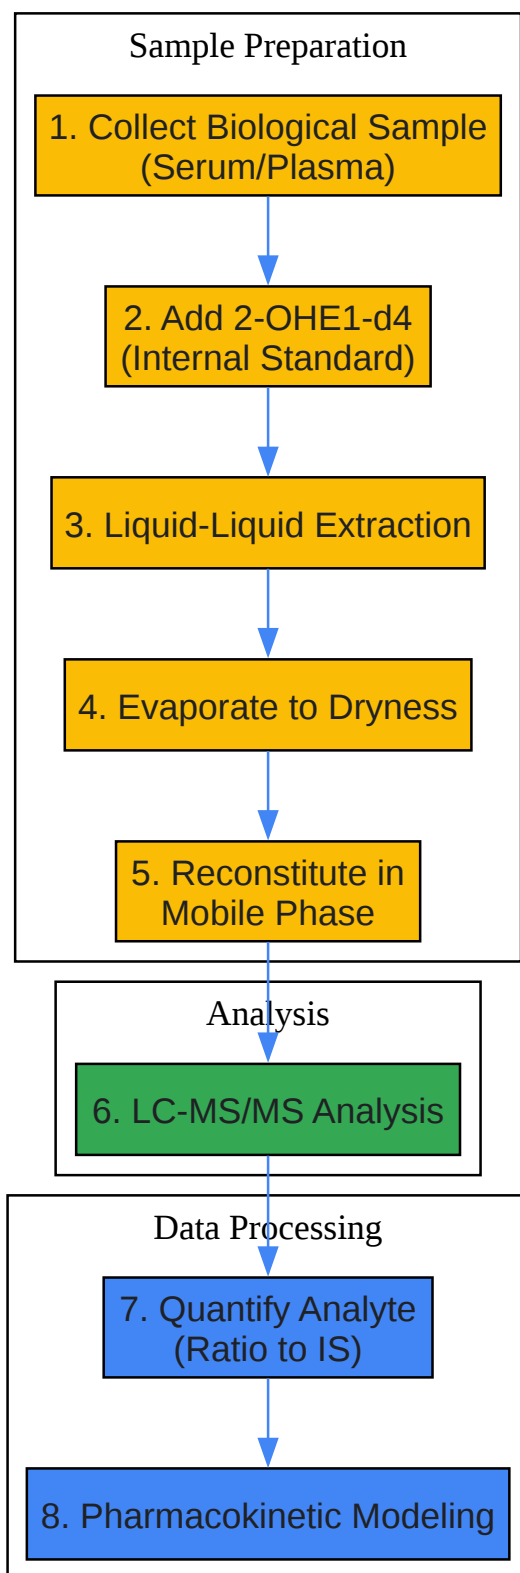 Sample Preparation
1. Collect Biological Sample
(Serum/Plasma)
2. Add 2-OHE1-d4
(Internal Standard)
3. Liquid-Liquid Extraction
4. Evaporate to Dryness
5. Reconstitute in
Mobile Phase
Analysis
6. LC-MS/MS Analysis
Data Processing
7. Quantify Analyte
(Ratio to IS)
8. Pharmacokinetic Modeling